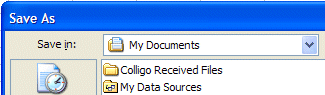 Save As
Save in: My Documents
Colligo Received Files
My Data Sources